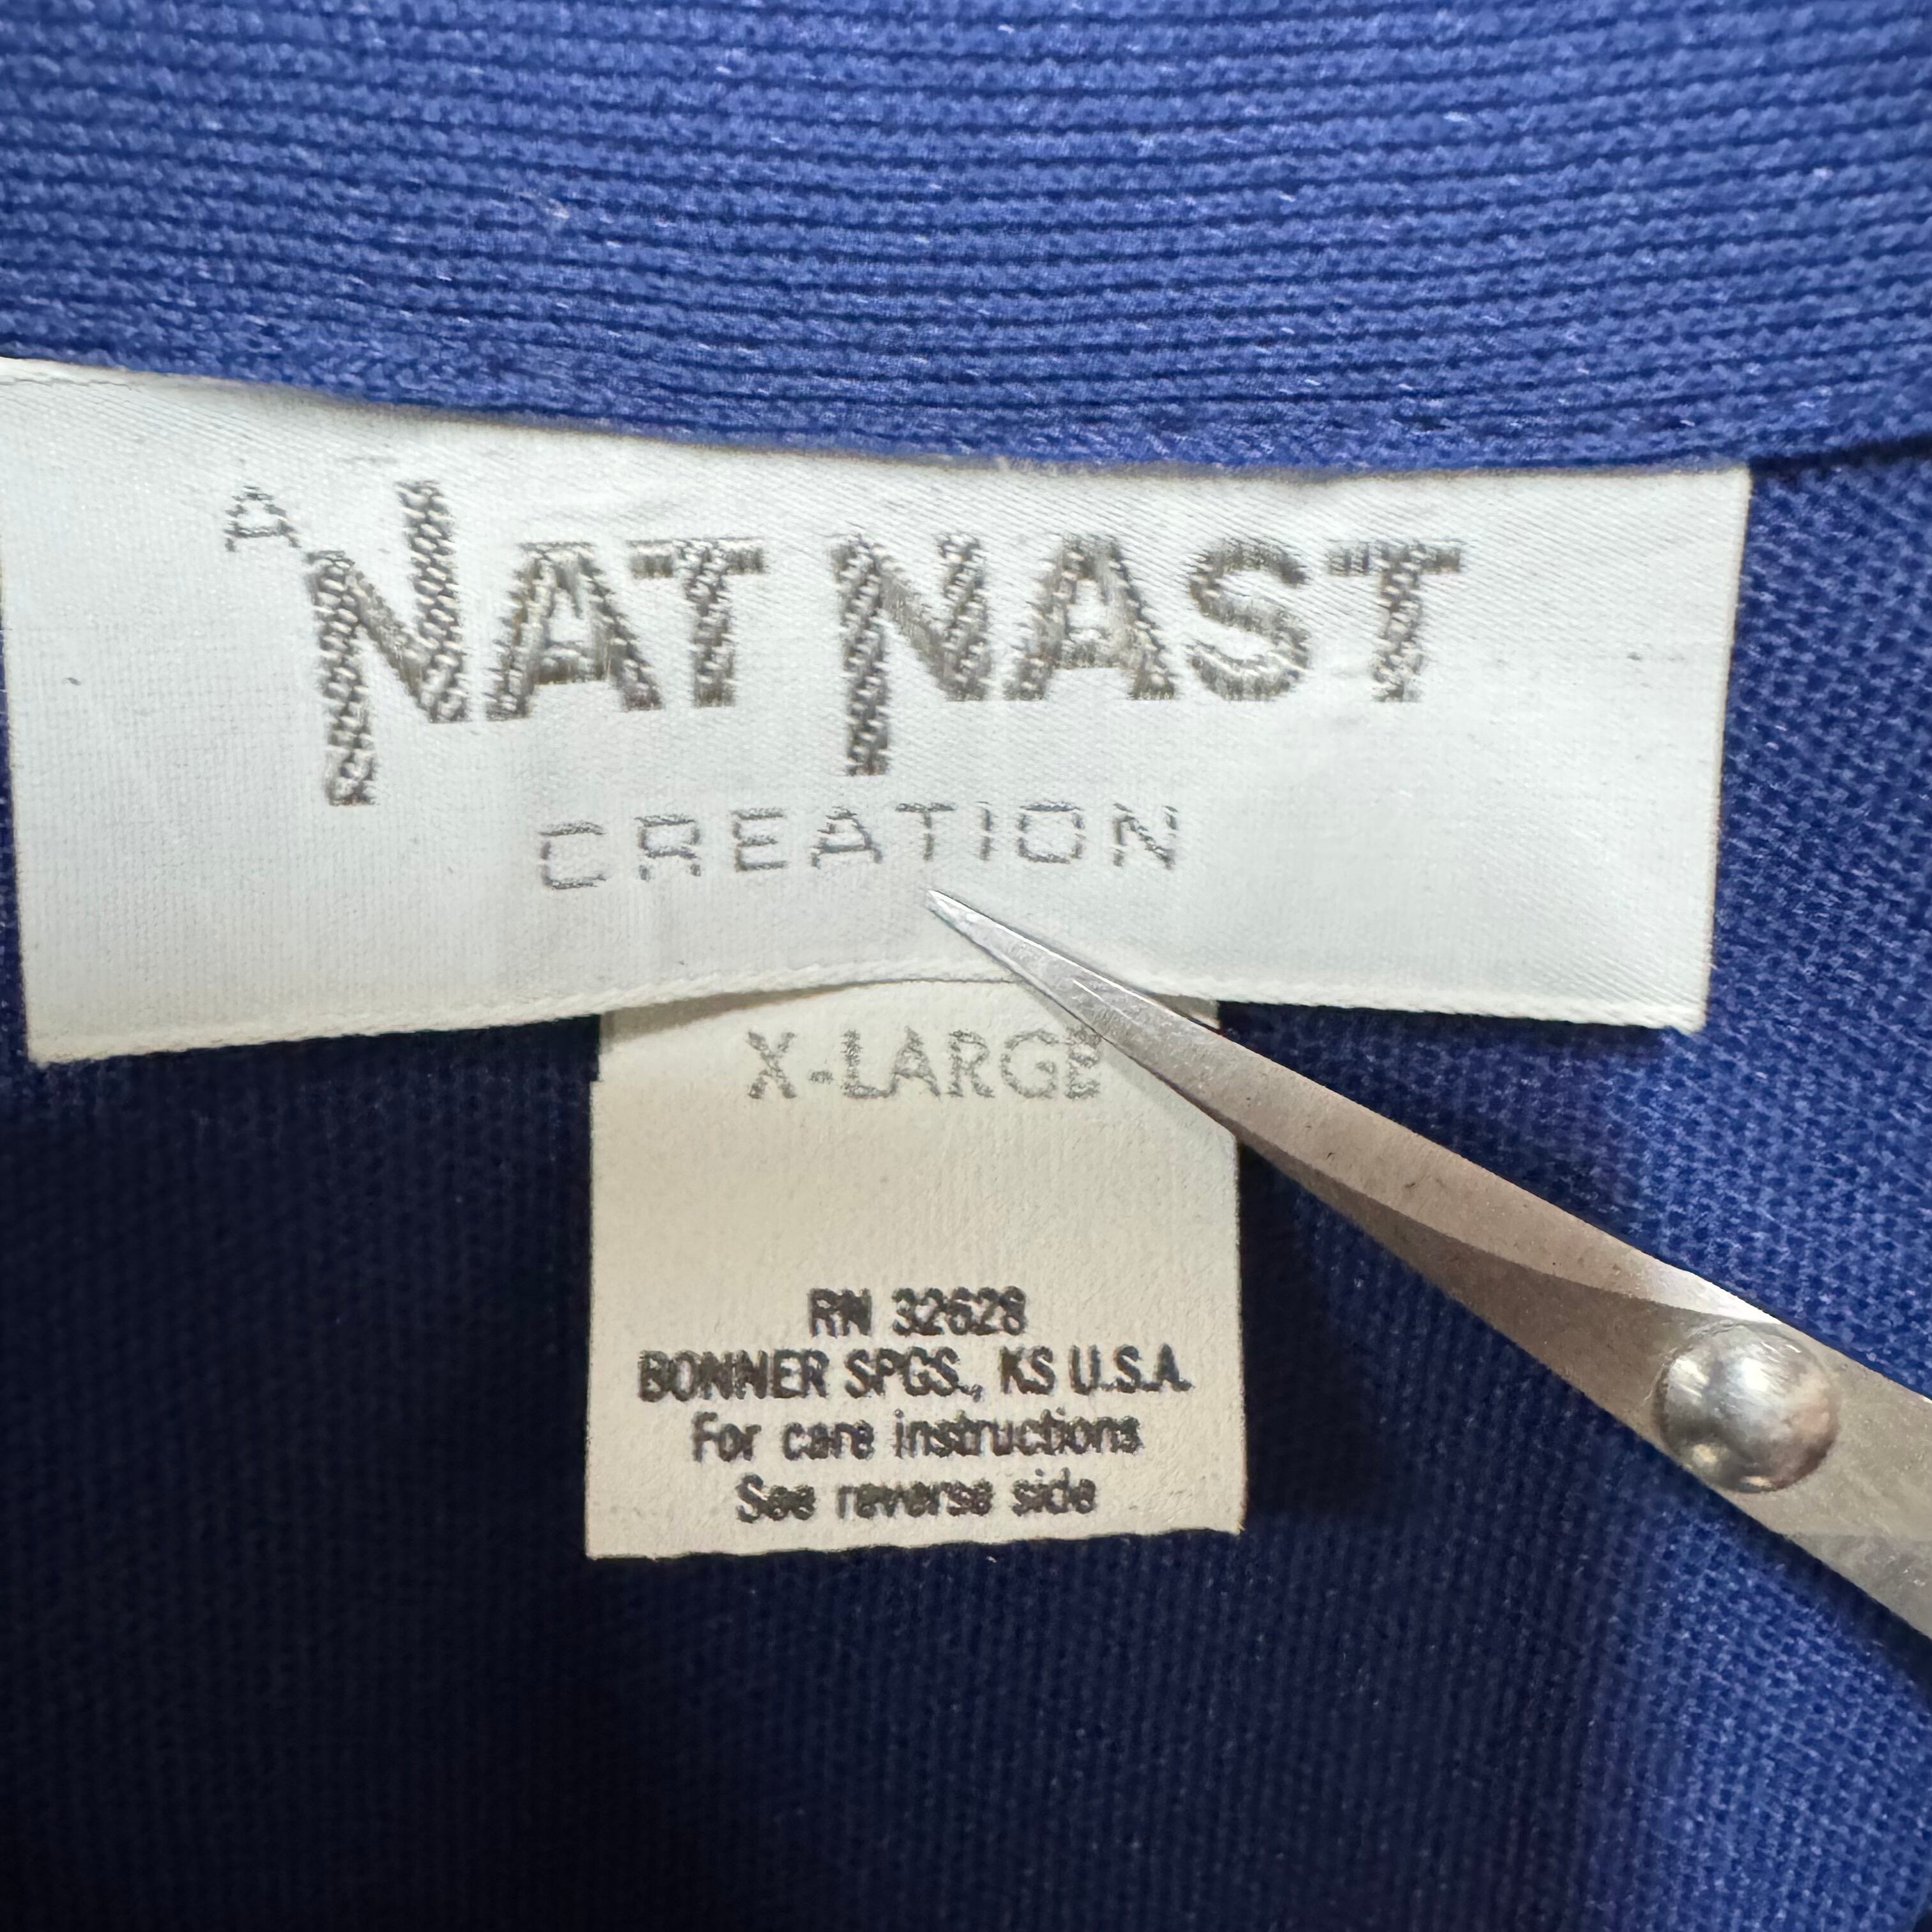 A NAT NAST
CREATION
X-LARGE
RN 32628
BONNER SPGS., KS U.S.A.
For care instructions
See reverse side